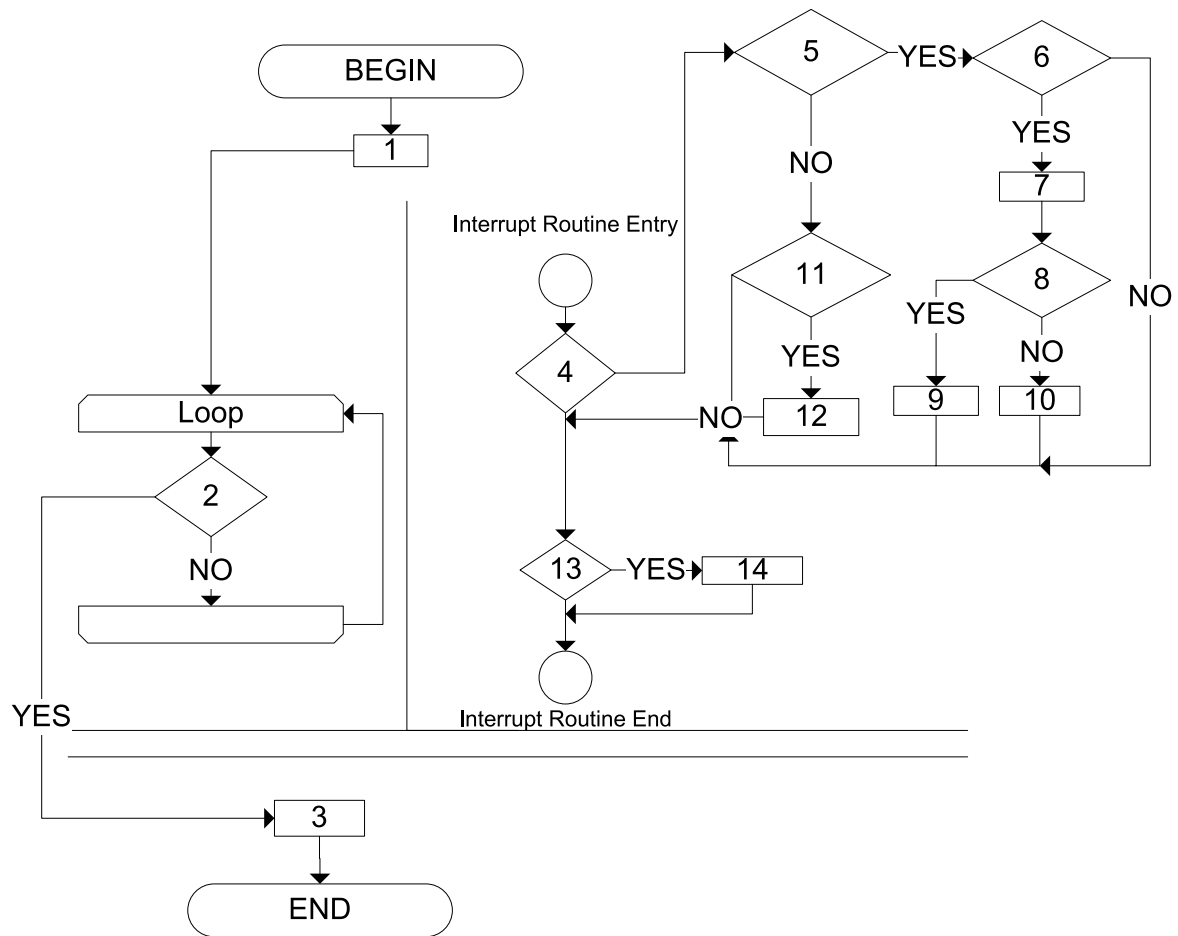 BEGIN
1
Loop
2
NO
YES
3
END
Interrupt Routine Entry
4
5
YES
6
NO
YES
7
11
8
NO
YES
YES
NO
9
10
NO
12
13
YES
14
Interrupt Routine End